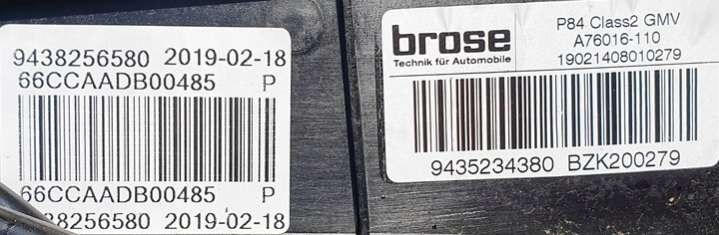 9438256580 2019-02-18
66CCAADB00485 P
66CCAADB00485 P
38256580 2019-02-18
brose
Technik für Automobile
P84 Class2 GMV
A76016-110
19021408010279
9435234380 BZK200279